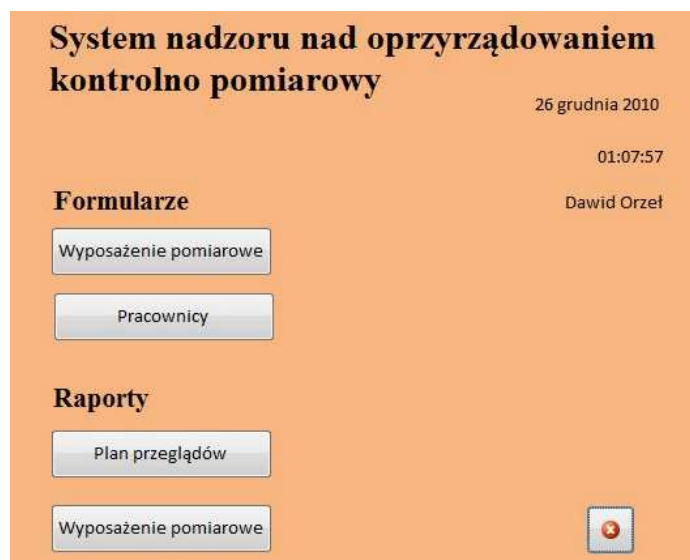 System nadzoru nad oprzyrządowaniem
kontrolno pomiarowy
26 grudnia 2010
01:07:57
Formularze
Dawid Orzeł
Wyposażenie pomiarowe
Pracownicy
Raporty
Plan przeglądów
Wyposażenie pomiarowe